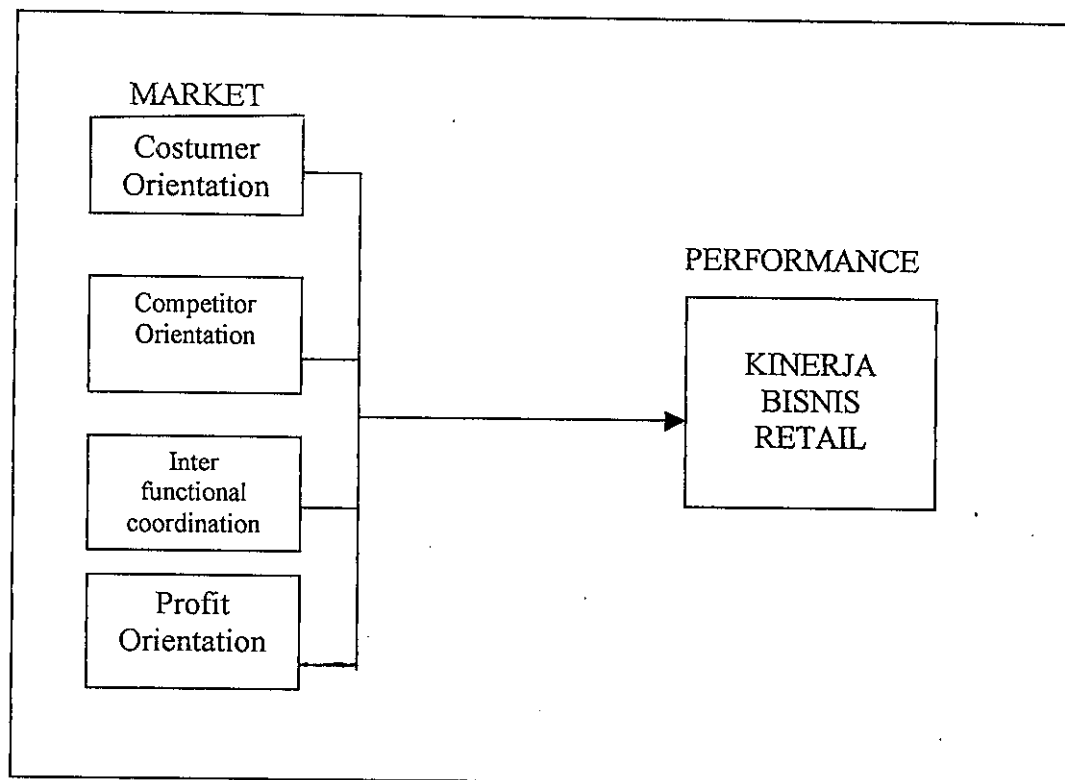 MARKET
Costumer
Orientation
Competitor
Orientation
Inter
functional
coordination
Profit
Orientation
PERFORMANCE
KINERJA
BISNIS
RETAIL